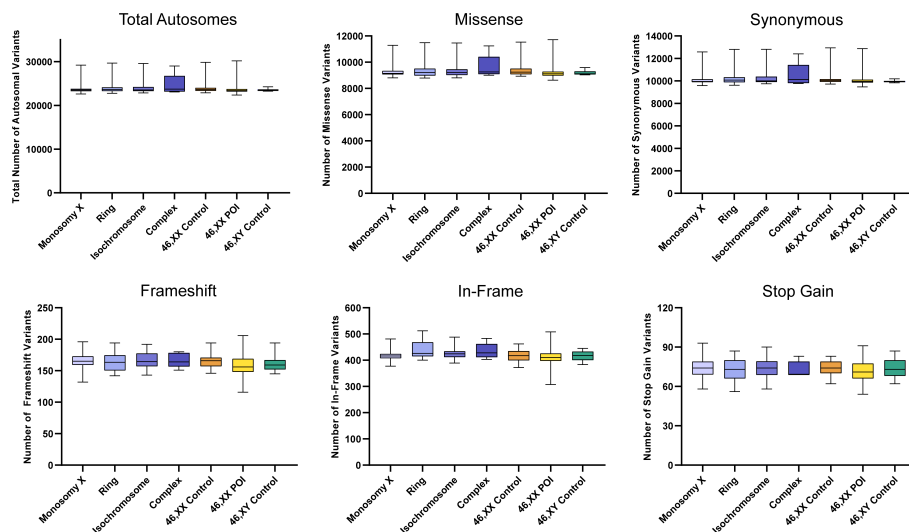 Total Autosomes
Total Number of Autosomal Variants
30000
20000
10000
0
Monosomy X
Ring
Isochromosome
Complex
46,XX Control
46,XX POI
46,XY Control
Missense
Number of Missense Variants
12000
10000
8000
6000
4000
2000
0
Monosomy X
Ring
Isochromosome
Complex
46,XX Control
46,XX POI
46,XY Control
Synonymous
Number of Synonymous Variants
14000
12000
10000
8000
6000
4000
2000
0
Monosomy X
Ring
Isochromosome
Complex
46,XX Control
46,XX POI
46,XY Control
Frameshift
Number of Frameshift Variants
250
200
150
100
50
0
Monosomy X
Ring
Isochromosome
Complex
46,XX Control
46,XX POI
46,XY Control
In-Frame
Number of In-Frame Variants
600
500
400
300
200
100
0
Monosomy X
Ring
Isochromosome
Complex
46,XX Control
46,XX POI
46,XY Control
Stop Gain
Number of Stop Gain Variants
120
90
60
30
0
Monosomy X
Ring
Isochromosome
Complex
46,XX Control
46,XX POI
46,XY Control